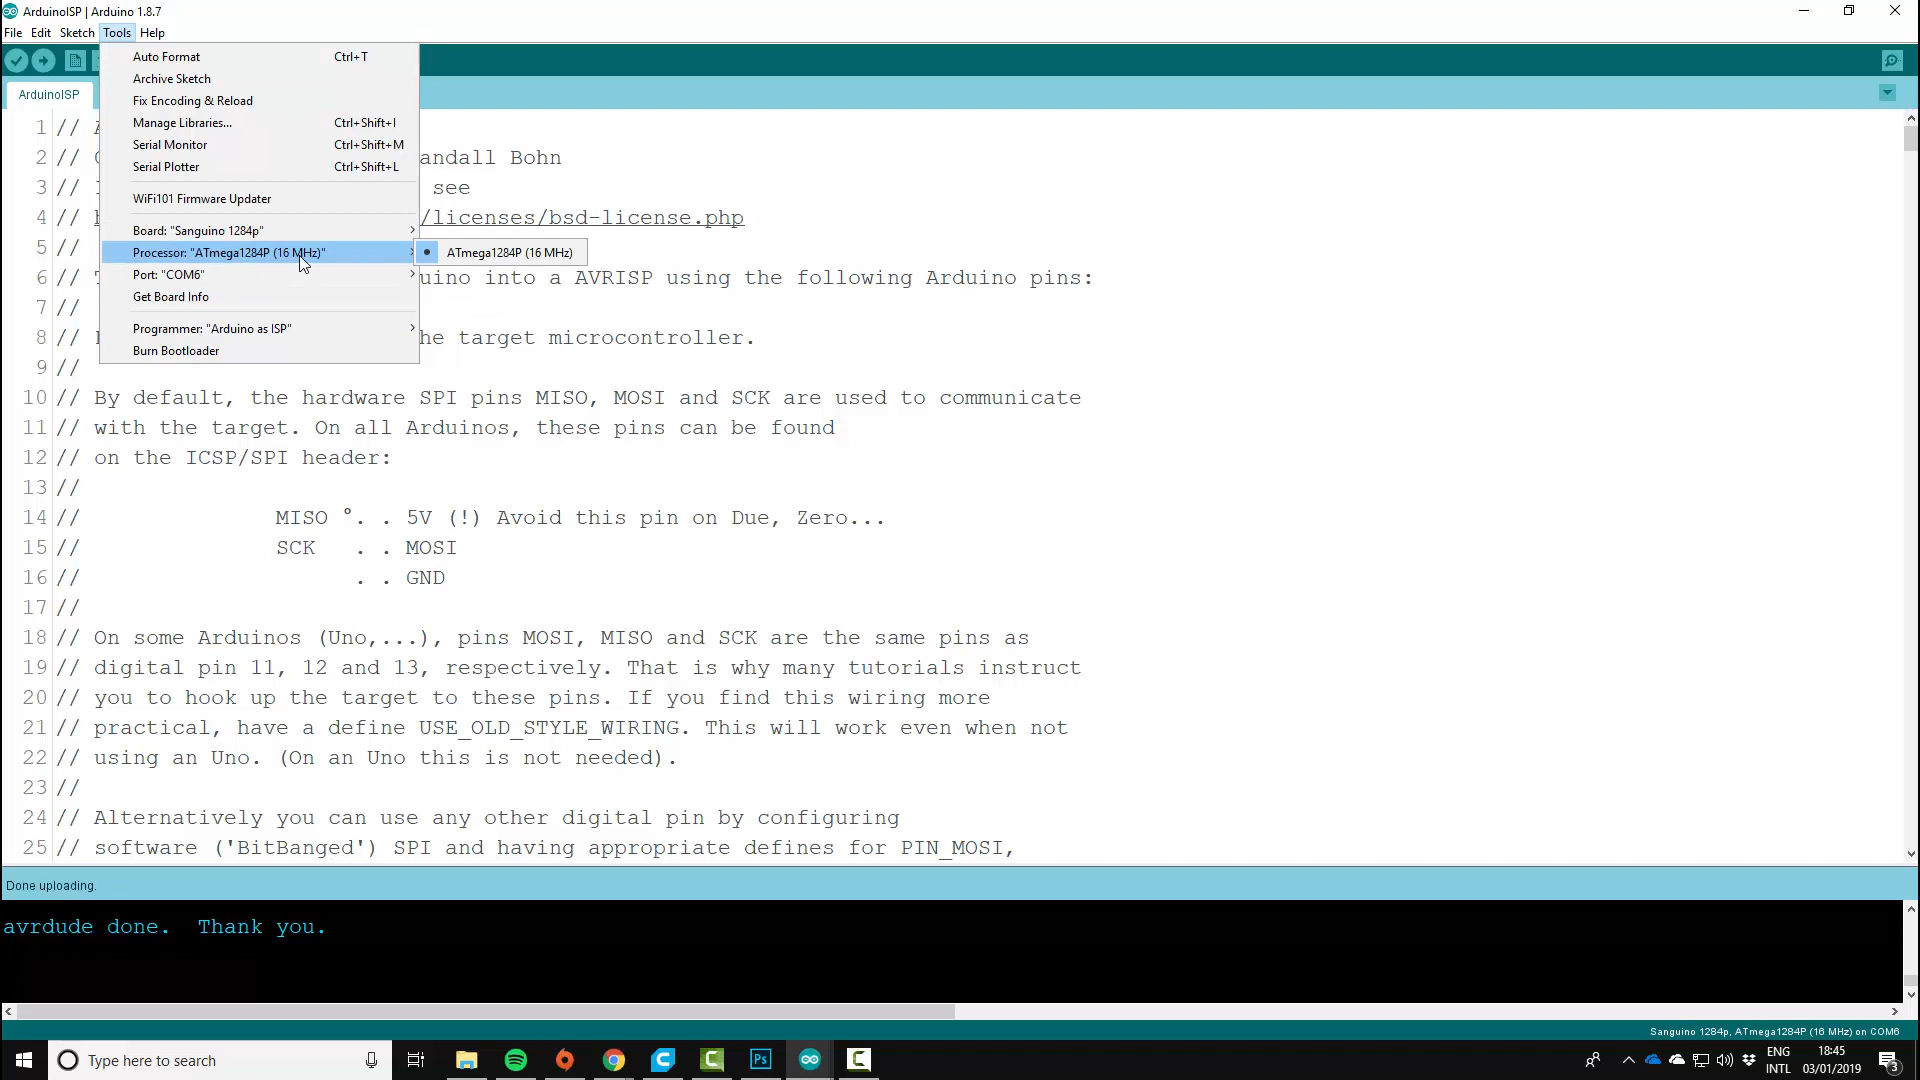 ArduinoISP | Arduino 1.8.7
File Edit Sketch Tools Help
Auto Format Ctrl+T
Archive Sketch
Fix Encoding & Reload
Manage Libraries... Ctrl+Shift+I
Serial Monitor Ctrl+Shift+M
Serial Plotter Ctrl+Shift+L
WiFi101 Firmware Updater
Board: "Sanguino 1284p"
Processor: "ATmega1284P (16 MHz)"
ATmega1284P (16 MHz)
Port: "COM6"
Get Board Info
Programmer: "Arduino as ISP"
Burn Bootloader
ArduinoISP
1 //
2 // andall Bohn
3 // see
4 // /licenses/bsd-license.php
5 //
6 // uino into a AVRISP using the following Arduino pins:
7 //
8 // he target microcontroller.
9 //
10 // By default, the hardware SPI pins MISO, MOSI and SCK are used to communicate
11 // with the target. On all Arduinos, these pins can be found
12 // on the ICSP/SPI header:
13 //
14 // MISO °. . 5V (!) Avoid this pin on Due, Zero...
15 // SCK . . MOSI
16 // . . GND
17 //
18 // On some Arduinos (Uno,...), pins MOSI, MISO and SCK are the same pins as
19 // digital pin 11, 12 and 13, respectively. That is why many tutorials instruct
20 // you to hook up the target to these pins. If you find this wiring more
21 // practical, have a define USE_OLD_STYLE_WIRING. This will work even when not
22 // using an Uno. (On an Uno this is not needed).
23 //
24 // Alternatively you can use any other digital pin by configuring
25 // software ('BitBanged') SPI and having appropriate defines for PIN_MOSI,
Done uploading.
avrdude done. Thank you.
Sanguino 1284p, ATmega1284P (16 MHz) on COM6
Type here to search
Ps
ENG
INTL
18:45
03/01/2019
3